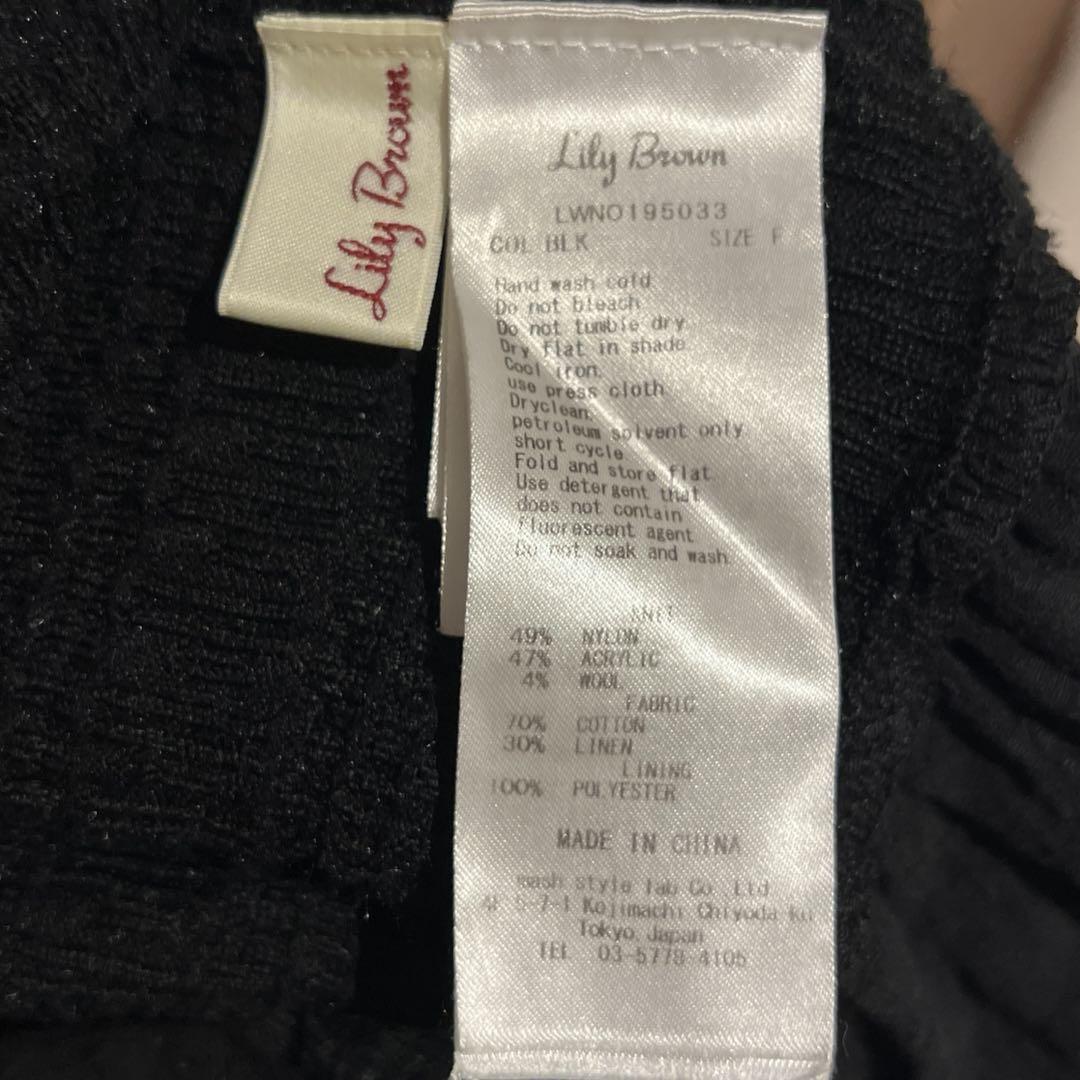 Lily Brown
Lily Brown
LWNO195033
COL BLK SIZE F
Hand wash cold.
Do not bleach
Do not tumble dry.
Dry flat in shade.
Cool iron.
use press cloth
Dryclean.
petroleum solvent only.
short cycle.
Fold and store flat.
Use detergent that
does not contain
fluorescent agent
Do not soak and wash.
KNIT
49% NYLON
47% ACRYLIC
4% WOOL
FABRIC
70% COTTON
30% LINEN
LINING
100% POLYESTER
MADE IN CHINA
mash style lab Co. Ltd
4F 5-7-1 Kojimachi Chiyoda ku
Tokyo, Japan
TEL 03-5778-4105